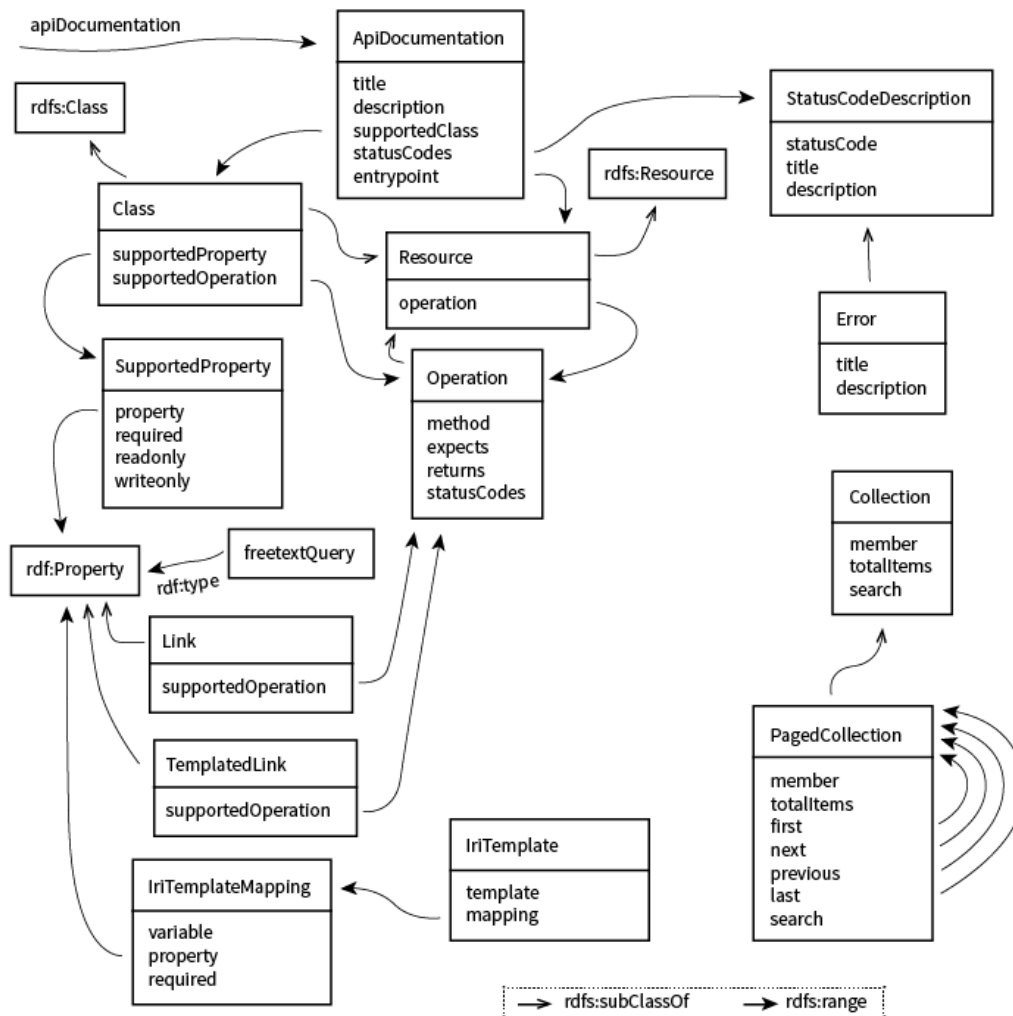 apiDocumentation
ApiDocumentation
title
description
supportedClass
statusCodes
entrypoint
rdfs:Class
StatusCodeDescription
statusCode
title
description
rdfs:Resource
Class
supportedProperty
supportedOperation
Resource
operation
Error
title
description
SupportedProperty
property
required
readonly
writeonly
Operation
method
expects
returns
statusCodes
Collection
member
totalItems
search
rdf:Property
rdf:type
freetextQuery
Link
supportedOperation
TemplatedLink
supportedOperation
PagedCollection
member
totalItems
first
next
previous
last
search
IriTemplate
template
mapping
IriTemplateMapping
variable
property
required
rdfs:subClassOf
rdfs:range